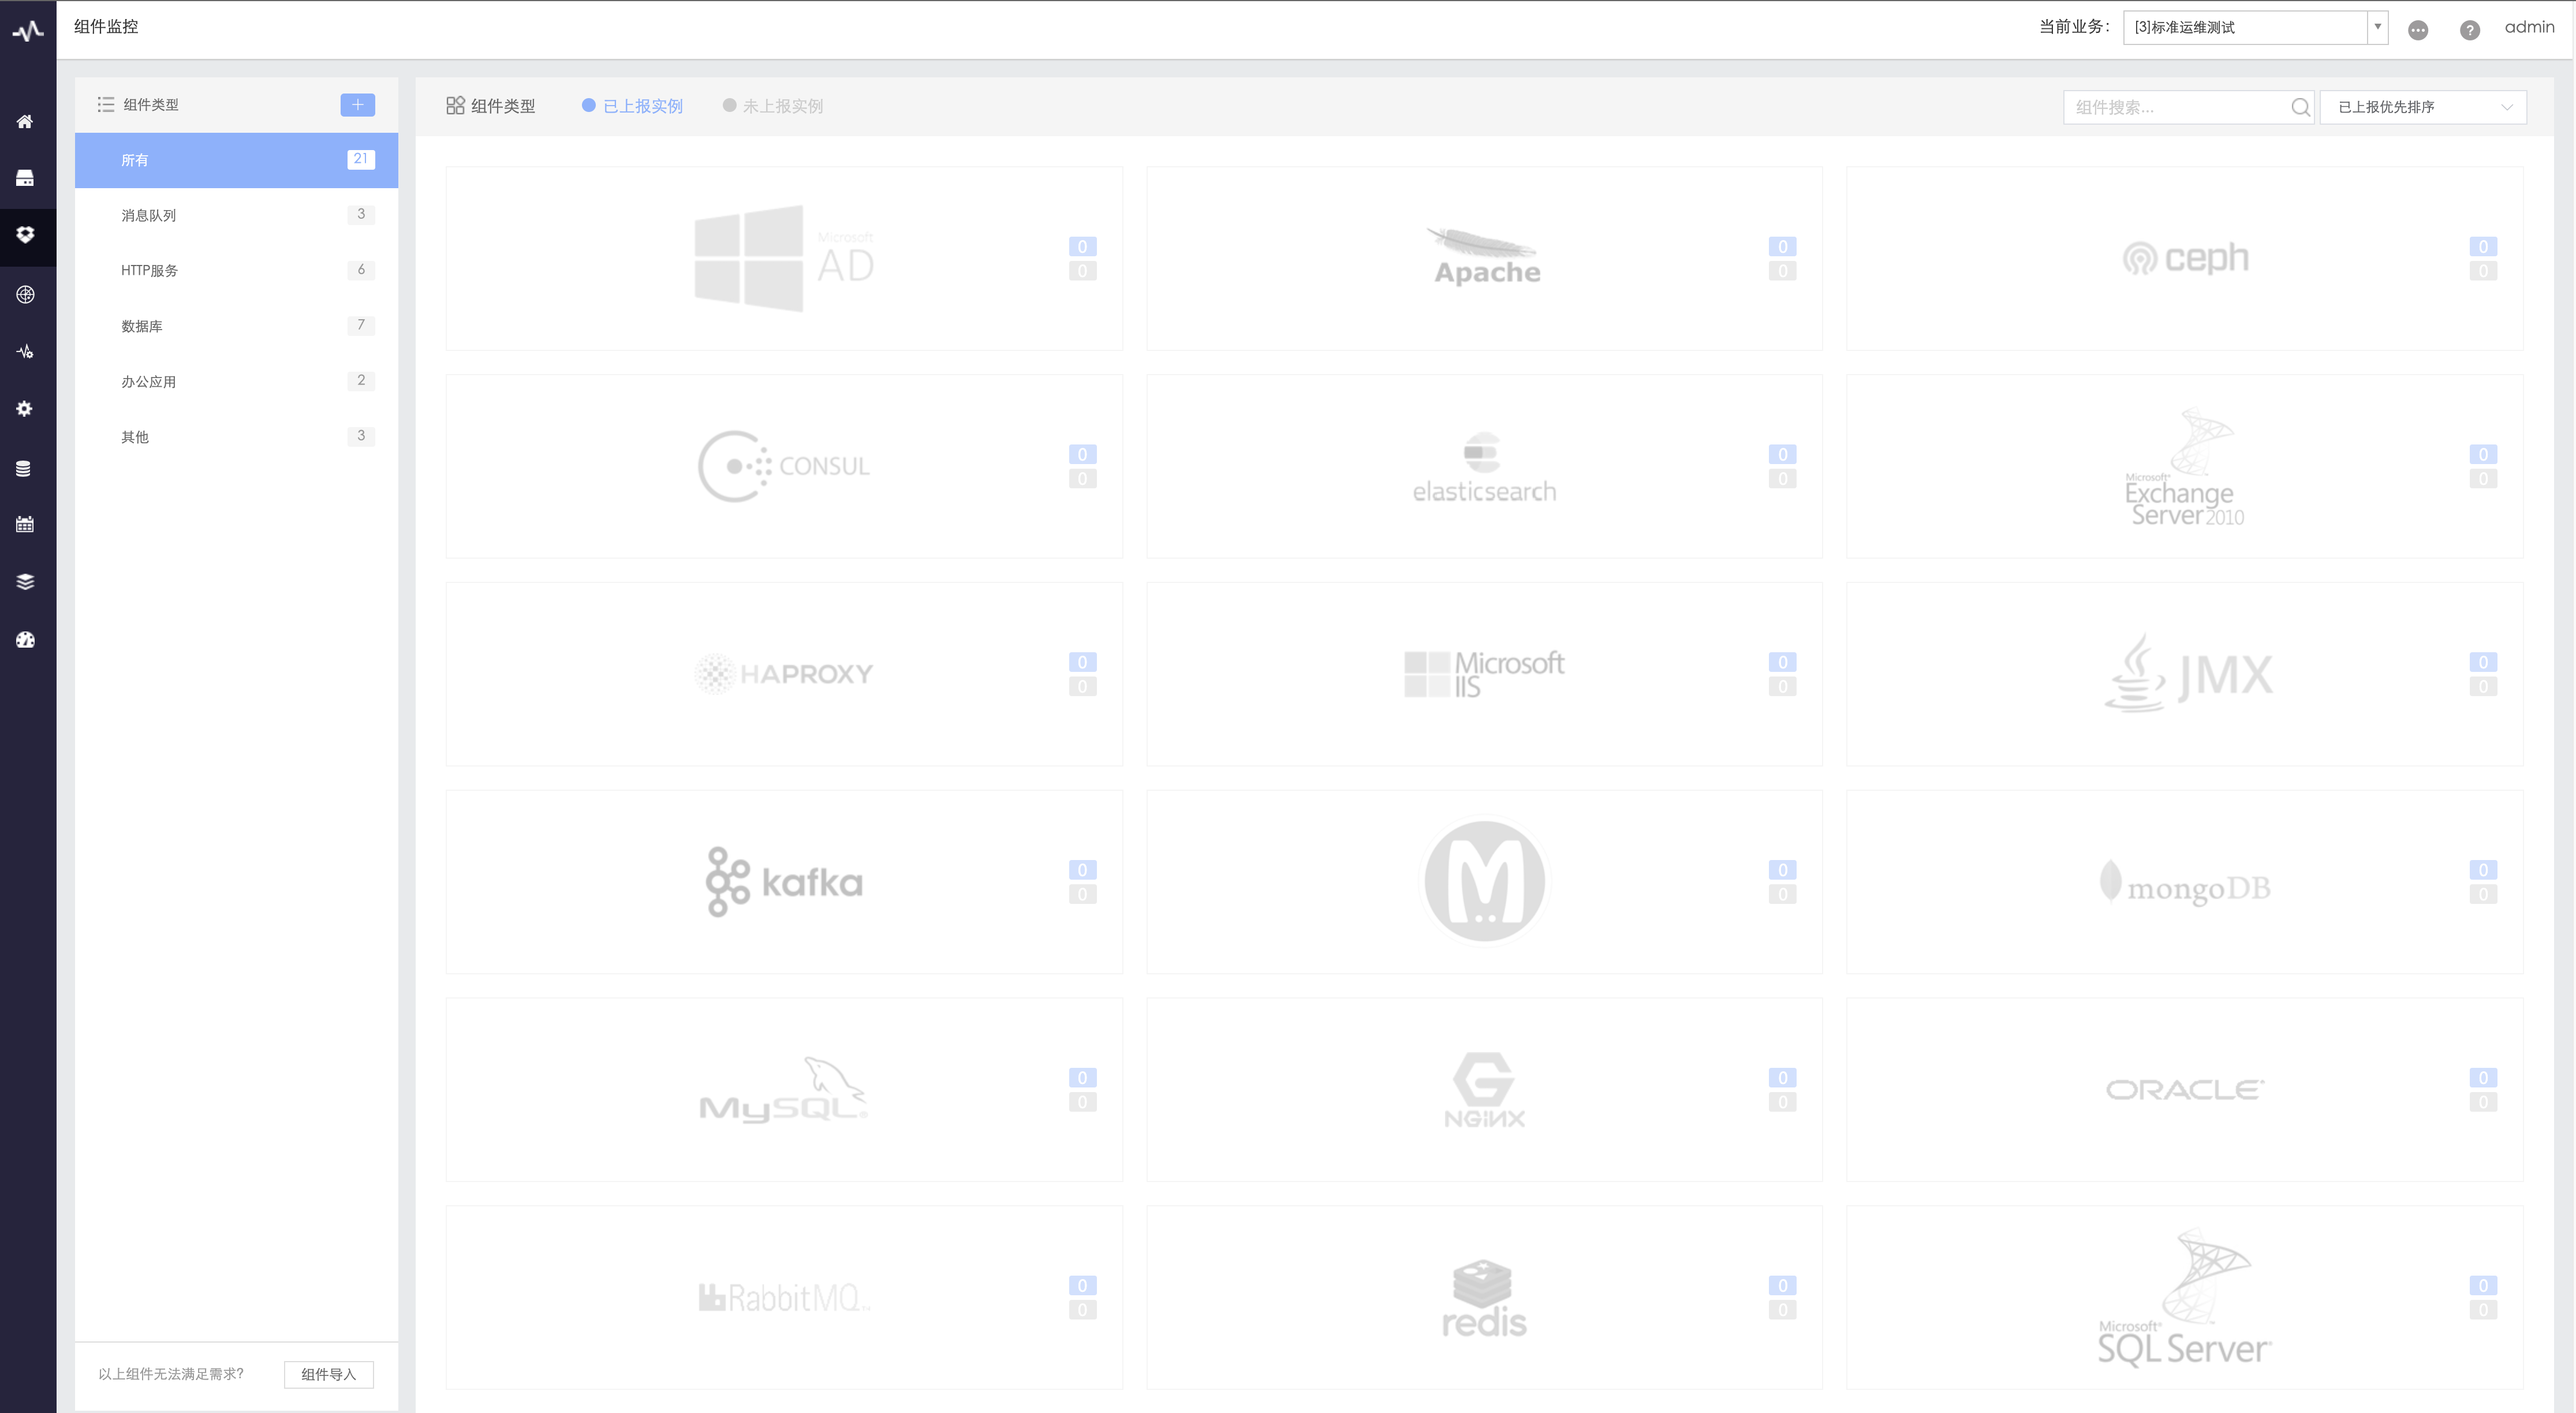 组件监控
当前业务：
[3]标准运维测试
admin
组件类型
所有 21
消息队列 3
HTTP服务 6
数据库 7
办公应用 2
其他 3
以上组件无法满足需求?
组件导入
组件类型
已上报实例
未上报实例
组件搜索...
已上报优先排序
Microsoft
AD
0
0
Apache
0
0
ceph
0
0
CONSUL
0
0
elasticsearch
0
0
Microsoft
Exchange
Server 2010
0
0
HAPROXY
0
0
Microsoft
IIS
0
0
JMX
0
0
kafka
0
0
M
0
0
mongoDB
0
0
MySQL®
0
0
NGINX
0
0
ORACLE
0
0
RabbitMQ
0
0
redis
0
0
Microsoft®
SQL Server®
0
0